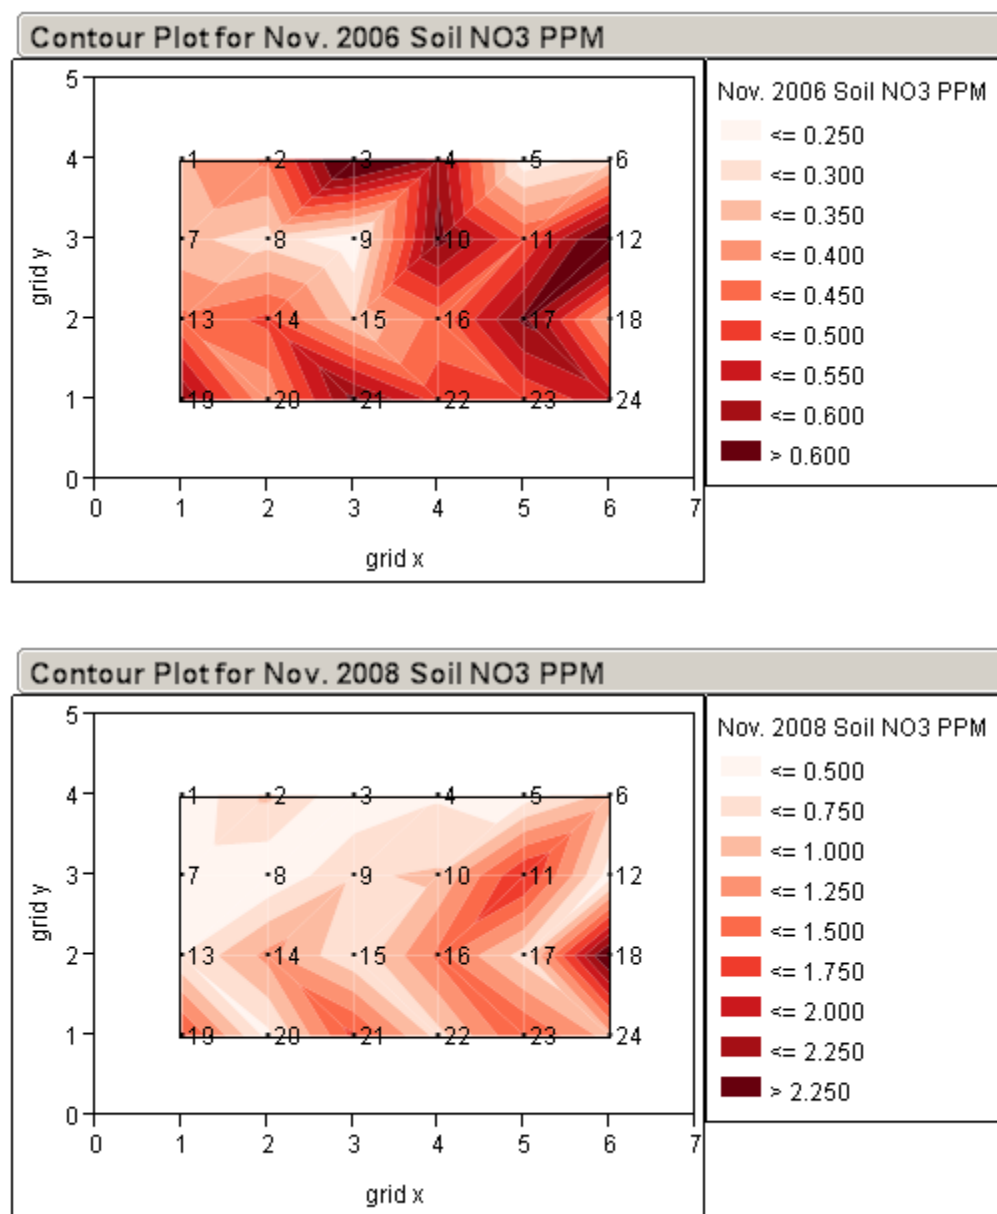 Contour Plot for Nov. 2006 Soil NO3 PPM
5
4
3
2
1
0
grid y
1 2 3 4 5 6
7 8 9 10 11 12
13 14 15 16 17 18
19 20 21 22 23 24
0 1 2 3 4 5 6 7
grid x
Nov. 2006 Soil NO3 PPM
<= 0.250
<= 0.300
<= 0.350
<= 0.400
<= 0.450
<= 0.500
<= 0.550
<= 0.600
> 0.600
Contour Plot for Nov. 2008 Soil NO3 PPM
5
4
3
2
1
0
grid y
1 2 3 4 5 6
7 8 9 10 11 12
13 14 15 16 17 18
19 20 21 22 23 24
0 1 2 3 4 5 6 7
grid x
Nov. 2008 Soil NO3 PPM
<= 0.500
<= 0.750
<= 1.000
<= 1.250
<= 1.500
<= 1.750
<= 2.000
<= 2.250
> 2.250